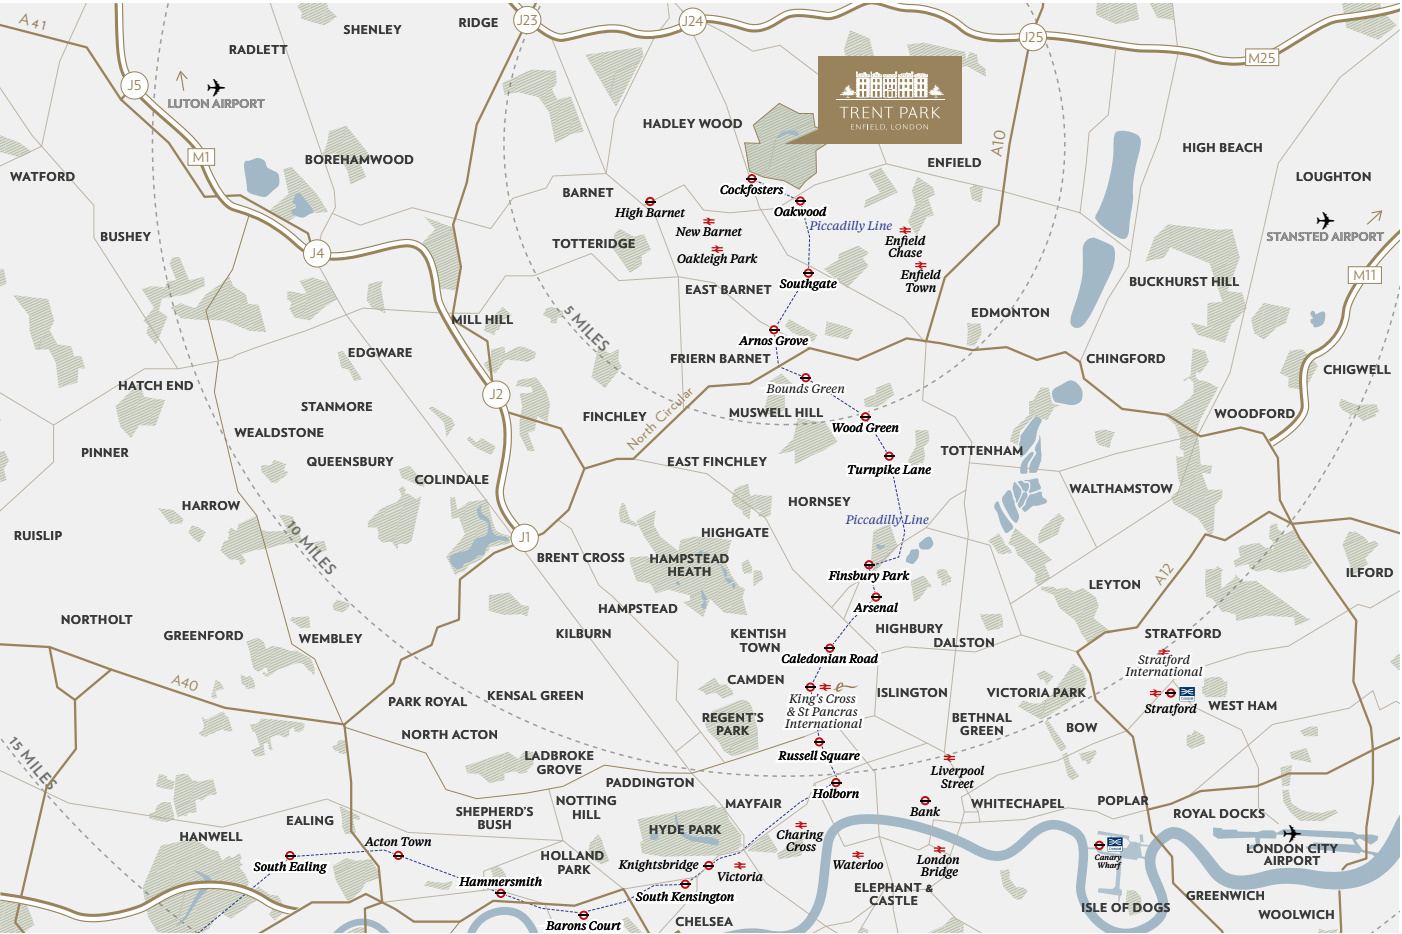 A41
SHENLEY
RIDGE
J23
J24
J25
M25
RADLETT
J5
LUTON AIRPORT
TRENT PARK
ENFIELD, LONDON
HADLEY WOOD
A10
HIGH BEACH
M1
BOREHAMWOOD
ENFIELD
WATFORD
LOUGHTON
BARNET
Cockfosters
High Barnet
Oakwood
New Barnet
Piccadilly Line
BUSHEY
TOTTERIDGE
Oakleigh Park
Enfield
Chase
STANSTED AIRPORT
J4
Enfield
Town
M11
EAST BARNET
Southgate
BUCKHURST HILL
5 MILES
MILL HILL
EDMONTON
Arnos Grove
EDGWARE
FRIERN BARNET
CHINGFORD
CHIGWELL
HATCH END
J2
Bounds Green
North Circular
STANMORE
FINCHLEY
MUSWELL HILL
WOODFORD
WEALDSTONE
Wood Green
PINNER
QUEENSBURY
EAST FINCHLEY
Turnpike Lane
TOTTENHAM
COLINDALE
WALTHAMSTOW
HARROW
HORNSEY
Piccadilly Line
RUISLIP
J1
HIGHGATE
10 MILES
BRENT CROSS
HAMPSTEAD
HEATH
Finsbury Park
A12
ILFORD
LEYTON
HAMPSTEAD
Arsenal
NORTHOLT
GREENFORD
WEMBLEY
KILBURN
KENTISH
TOWN
HIGHBURY
DALSTON
STRATFORD
Caledonian Road
Stratford
International
A40
CAMDEN
PARK ROYAL
KENSAL GREEN
King's Cross
& St Pancras
International
ISLINGTON
VICTORIA PARK
Stratford
WEST HAM
REGENT'S
PARK
BETHNAL
GREEN
BOW
NORTH ACTON
15 MILES
LADBROKE
GROVE
Russell Square
Liverpool
Street
PADDINGTON
Holborn
NOTTING
HILL
MAYFAIR
Bank
WHITECHAPEL
POPLAR
ROYAL DOCKS
SHEPHERD'S
BUSH
EALING
HANWELL
Acton Town
HYDE PARK
Charing
Cross
LONDON CITY
AIRPORT
South Ealing
HOLLAND
PARK
Knightsbridge
Victoria
Waterloo
London
Bridge
Canary
Wharf
Hammersmith
South Kensington
ELEPHANT &
CASTLE
ISLE OF DOGS
GREENWICH
Barons Court
CHELSEA
WOOLWICH